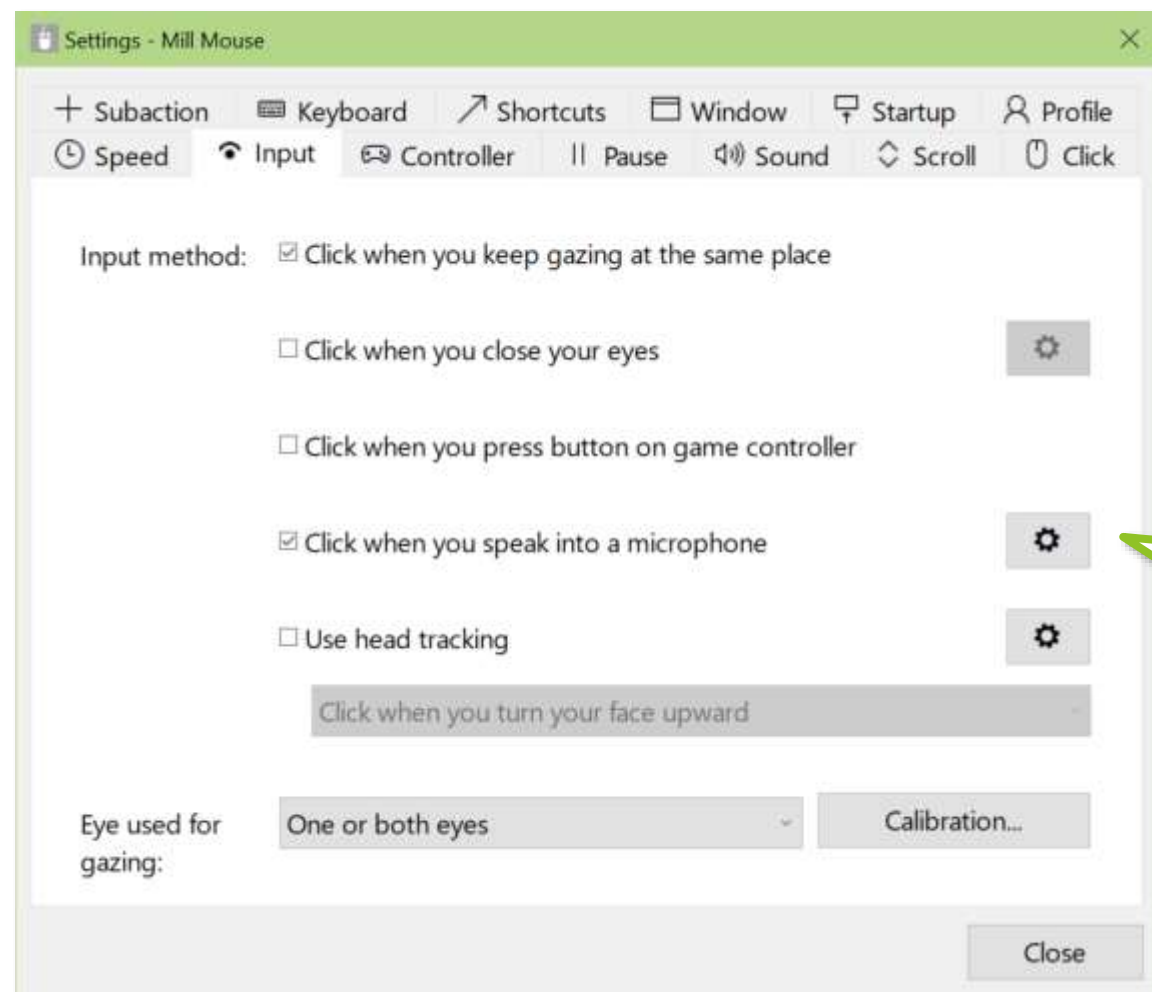 Settings - Mill Mouse
Subaction Keyboard Shortcuts Window Startup Profile
Speed Input Controller Pause Sound Scroll Click
Input method: Click when you keep gazing at the same place
Click when you close your eyes
Click when you press button on game controller
Click when you speak into a microphone
Use head tracking
Click when you turn your face upward
Eye used for gazing: One or both eyes Calibration...
Close